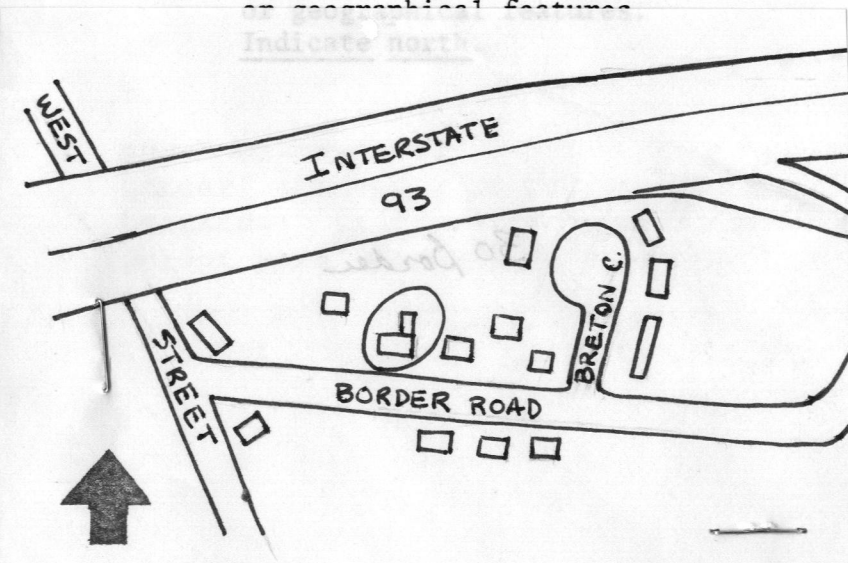 or geographical features.
Indicate north.
WEST
INTERSTATE
93
BRETON C.
STREET
BORDER ROAD